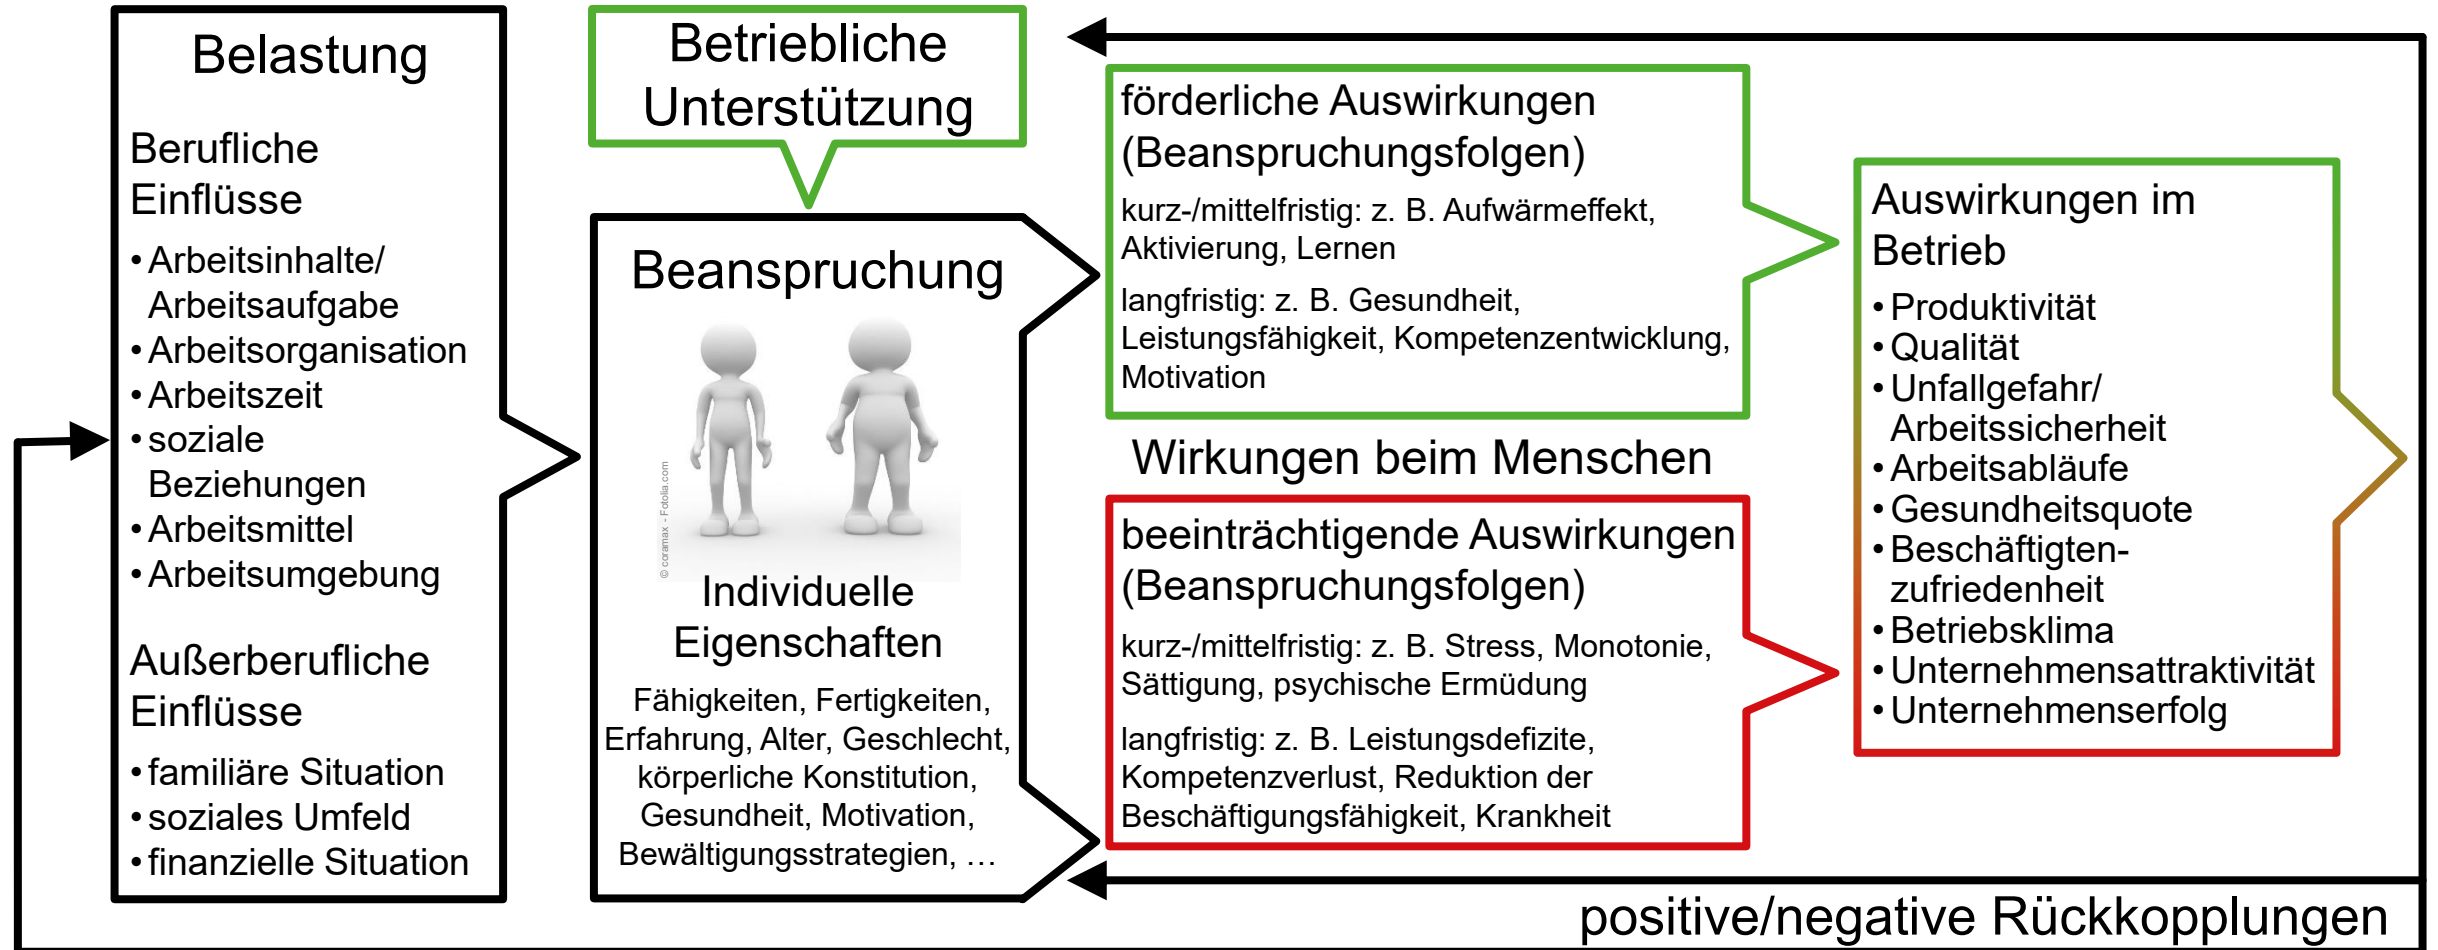 Belastung
Berufliche
Einflüsse
• Arbeitsinhalte/
Arbeitsaufgabe
• Arbeitsorganisation
• Arbeitszeit
• soziale
Beziehungen
• Arbeitsmittel
• Arbeitsumgebung
Außerberufliche
Einflüsse
• familiäre Situation
• soziales Umfeld
• finanzielle Situation
Betriebliche
Unterstützung
Beanspruchung
© coramax - Fotolia.com
Individuelle
Eigenschaften
Fähigkeiten, Fertigkeiten,
Erfahrung, Alter, Geschlecht,
körperliche Konstitution,
Gesundheit, Motivation,
Bewältigungsstrategien, …
förderliche Auswirkungen
(Beanspruchungsfolgen)
kurz-/mittelfristig: z. B. Aufwärmeffekt,
Aktivierung, Lernen
langfristig: z. B. Gesundheit,
Leistungsfähigkeit, Kompetenzentwicklung,
Motivation
Wirkungen beim Menschen
beeinträchtigende Auswirkungen
(Beanspruchungsfolgen)
kurz-/mittelfristig: z. B. Stress, Monotonie,
Sättigung, psychische Ermüdung
langfristig: z. B. Leistungsdefizite,
Kompetenzverlust, Reduktion der
Beschäftigungsfähigkeit, Krankheit
Auswirkungen im
Betrieb
• Produktivität
• Qualität
• Unfallgefahr/
Arbeitssicherheit
• Arbeitsabläufe
• Gesundheitsquote
• Beschäftigten-
zufriedenheit
• Betriebsklima
• Unternehmensattraktivität
• Unternehmenserfolg
positive/negative Rückkopplungen